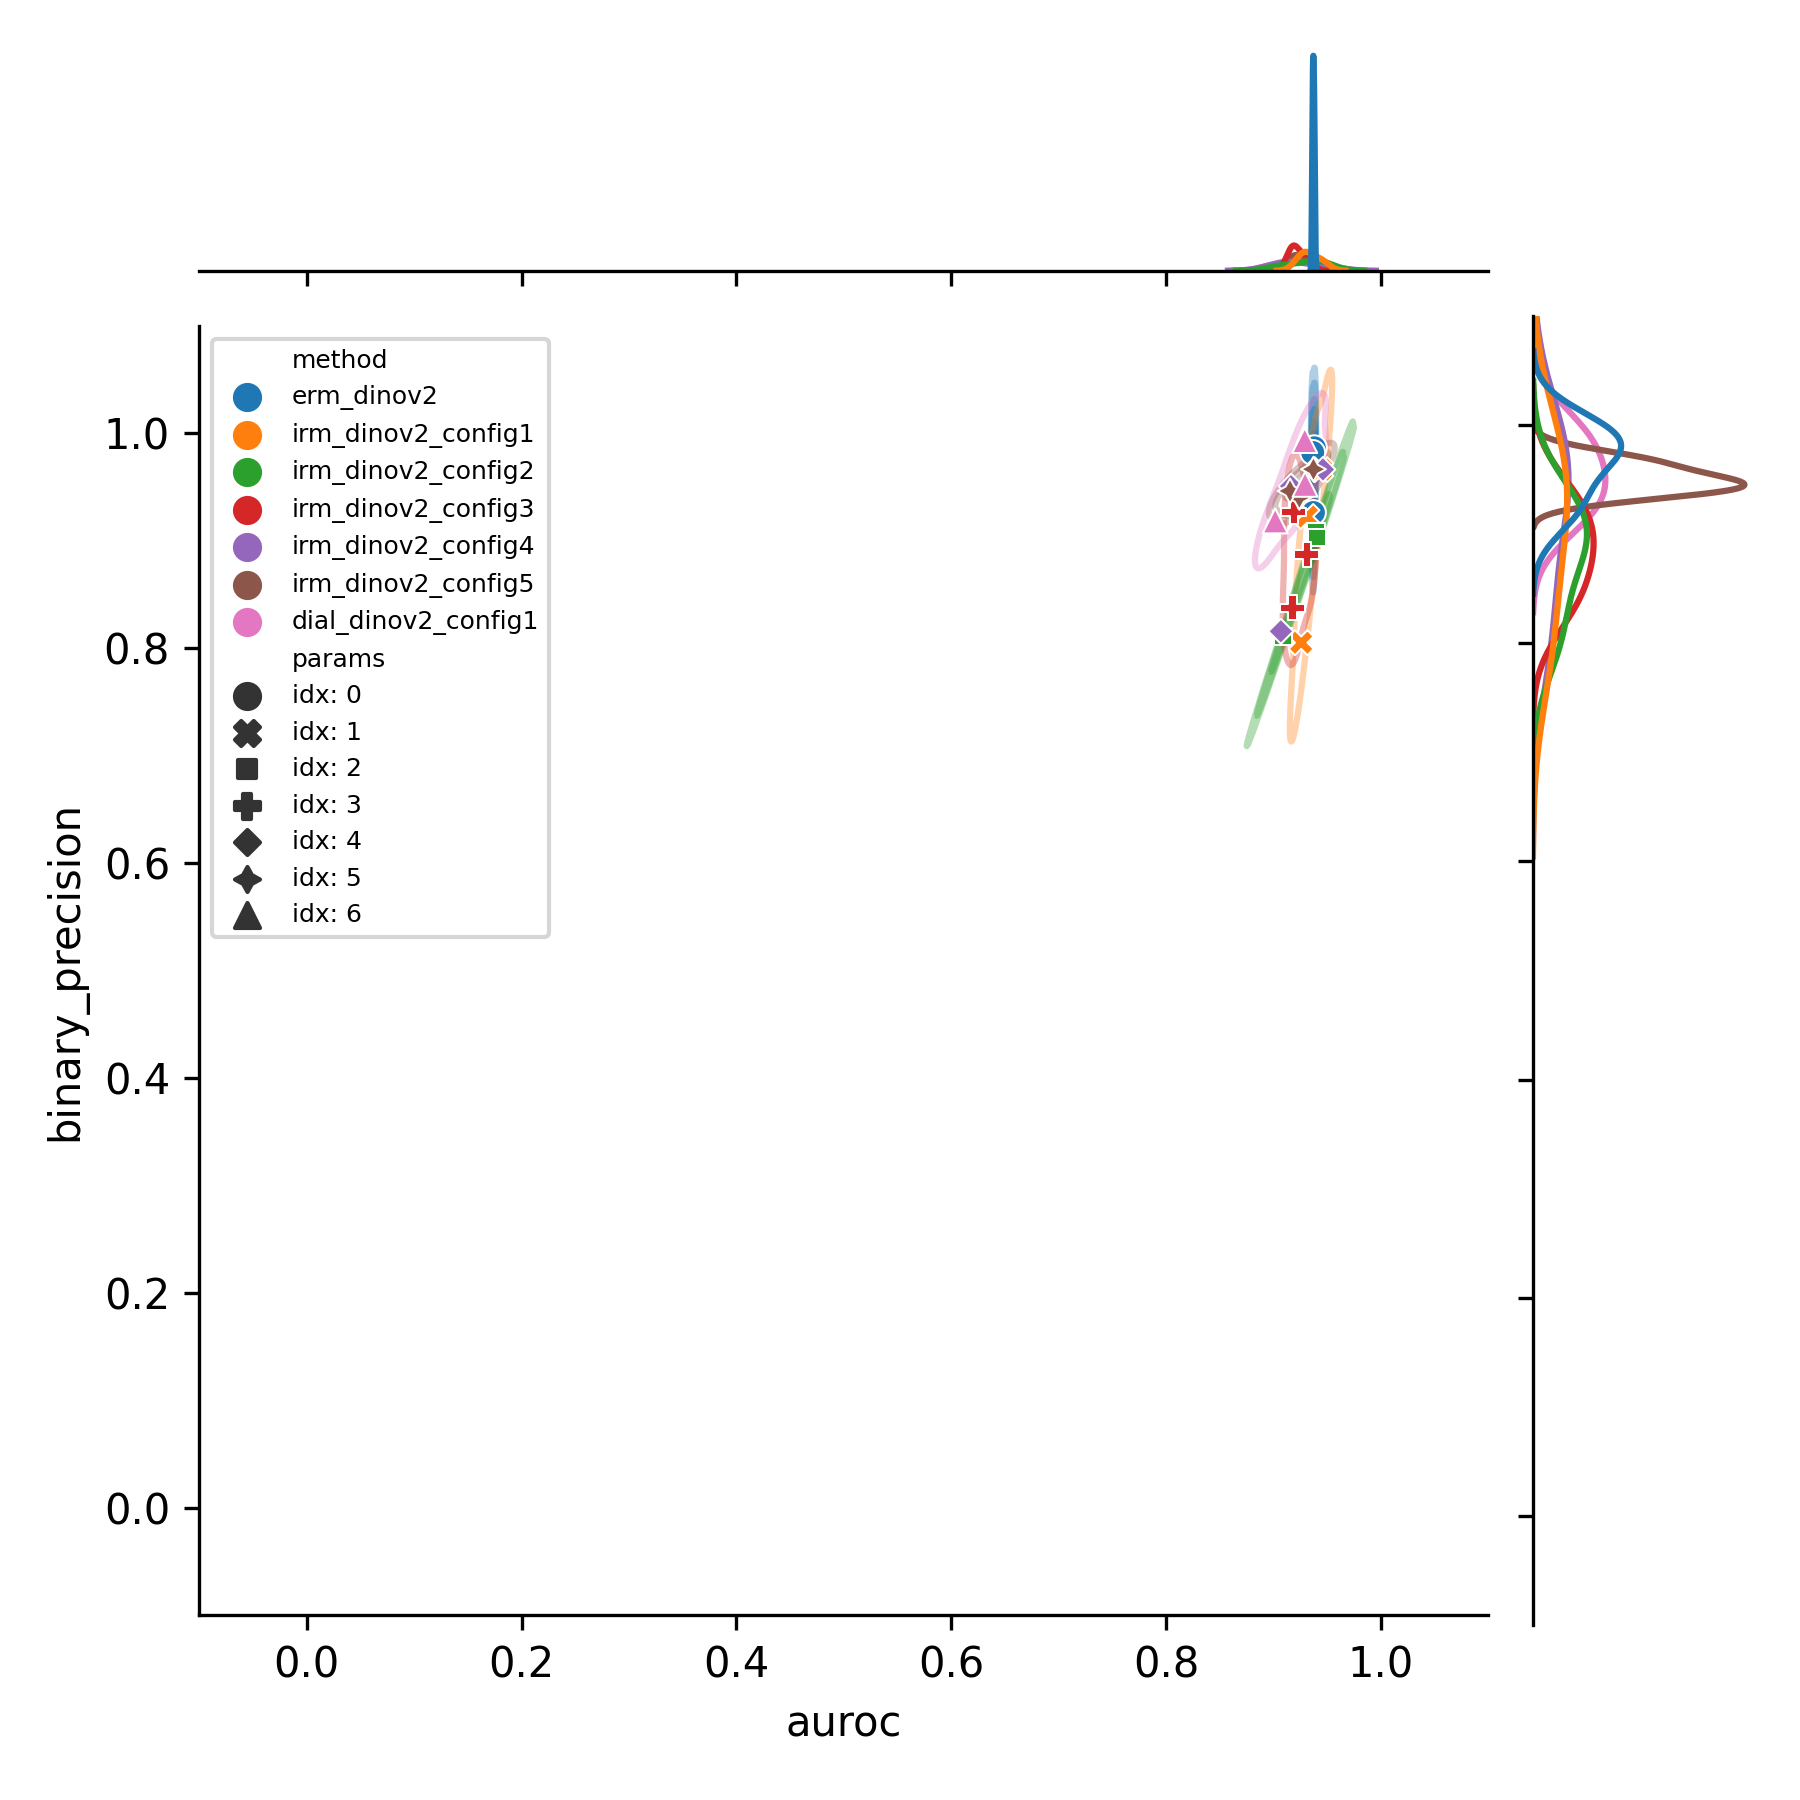 method
erm_dinov2
irm_dinov2_config1
irm_dinov2_config2
irm_dinov2_config3
irm_dinov2_config4
irm_dinov2_config5
dial_dinov2_config1
params
idx: 0
idx: 1
idx: 2
idx: 3
idx: 4
idx: 5
idx: 6
binary_precision
1.0
0.8
0.6
0.4
0.2
0.0
0.0 0.2 0.4 0.6 0.8 1.0
auroc